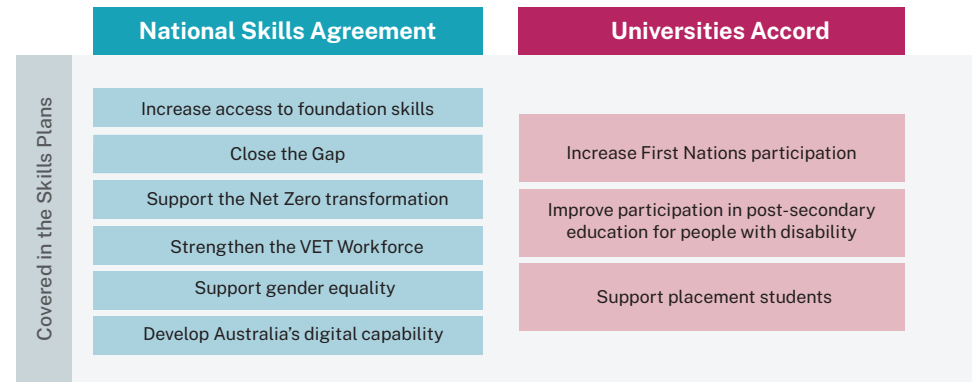 National Skills Agreement
Universities Accord
Covered in the Skills Plans
Increase access to foundation skills
Close the Gap
Support the Net Zero transformation
Strengthen the VET Workforce
Support gender equality
Develop Australia’s digital capability
Increase First Nations participation
Improve participation in post-secondary
education for people with disability
Support placement students